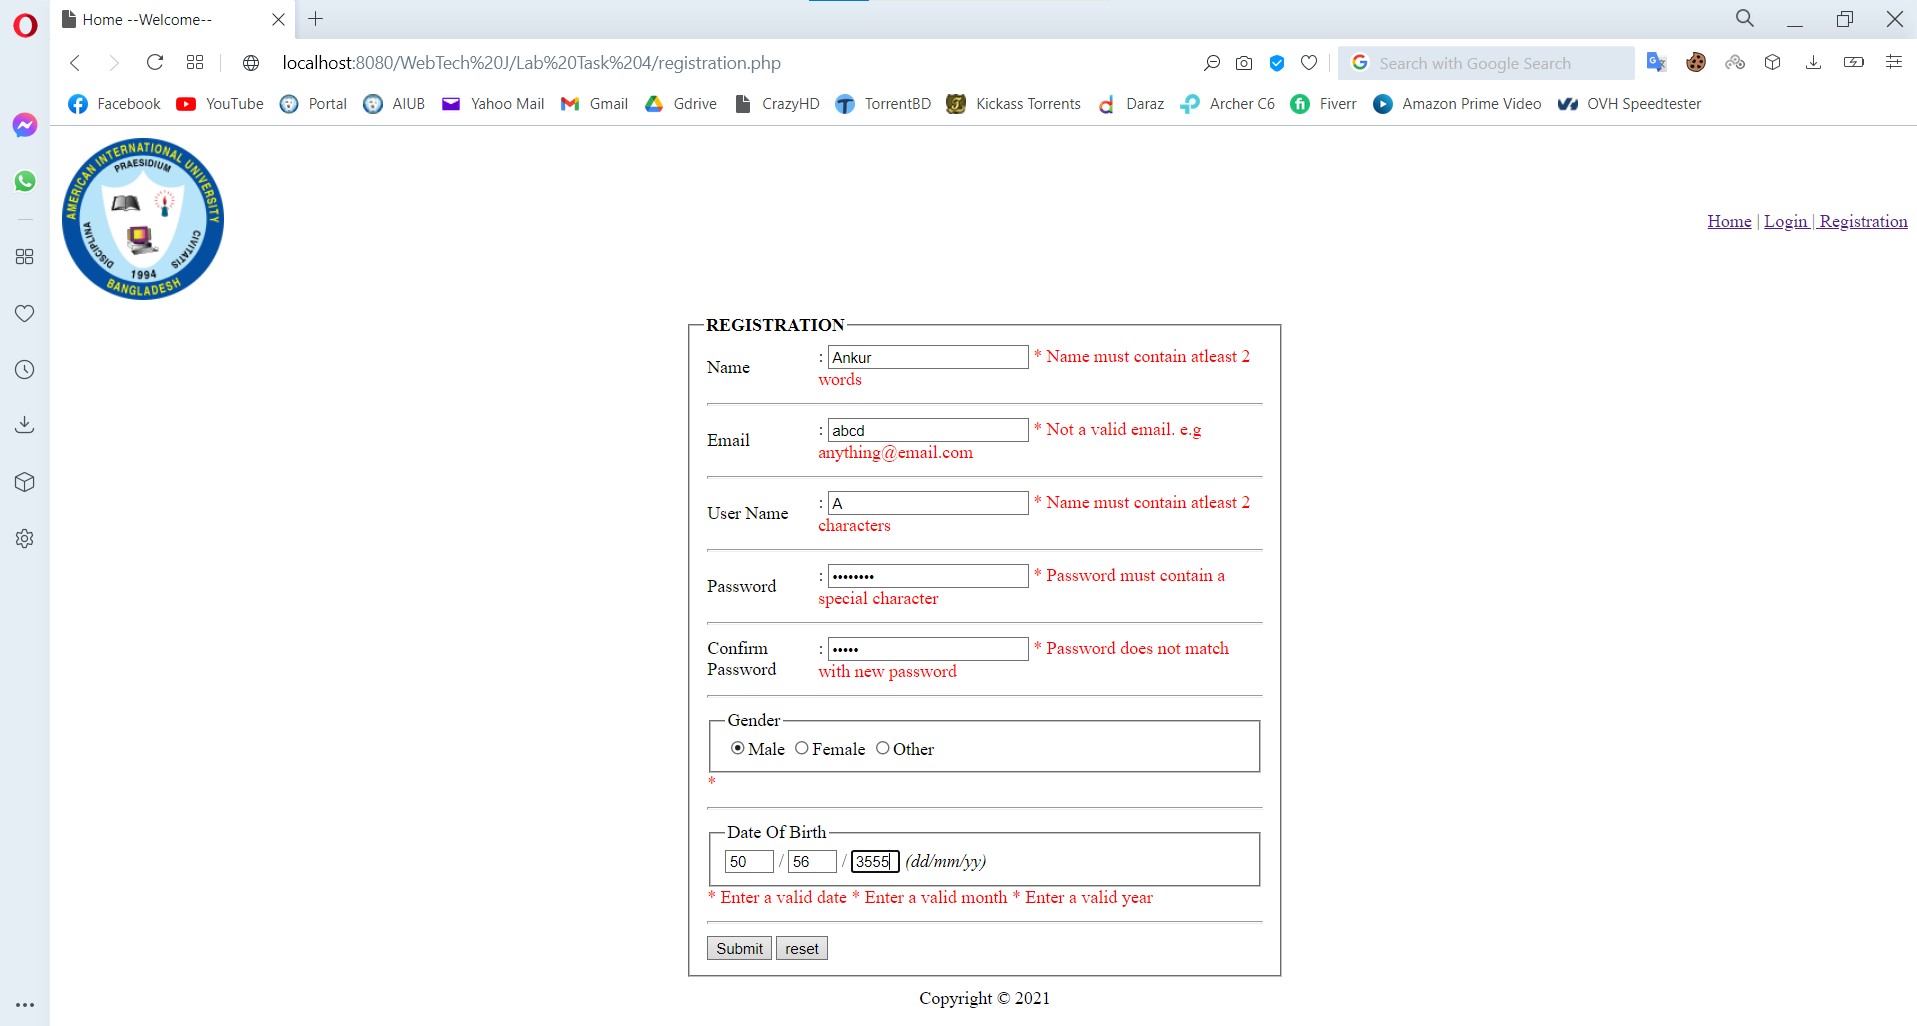 Home --Welcome--
localhost:8080/WebTech%20J/Lab%20Task%204/registration.php
Search with Google Search
Facebook YouTube Portal AIUB Yahoo Mail Gmail Gdrive CrazyHD TorrentBD Kickass Torrents Daraz Archer C6 Fiverr Amazon Prime Video OVH Speedtester
AMERICAN INTERNATIONAL UNIVERSITY
PRAESIDIUM
DISCIPLINA
CIVITATIS
1994
BANGLADESH
Home | Login | Registration
REGISTRATION
Name : Ankur * Name must contain atleast 2
words
Email : abcd * Not a valid email. e.g
anything@email.com
User Name : A * Name must contain atleast 2
characters
Password : •••••••• * Password must contain a
special character
Confirm
Password : ••••• * Password does not match
with new password
Gender
Male Female Other
*
Date Of Birth
50 / 56 / 3555 (dd/mm/yy)
* Enter a valid date * Enter a valid month * Enter a valid year
Submit reset
Copyright © 2021